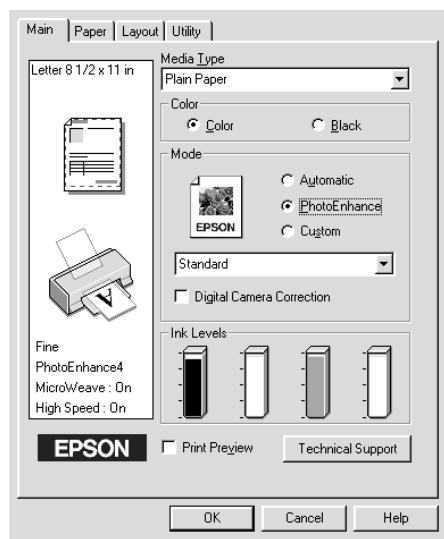 Main Paper Layout Utility
Letter 8 1/2 x 11 in
Media Type
Plain Paper
Color
Color Black
Mode
EPSON
Automatic
PhotoEnhance
Custom
Standard
Digital Camera Correction
Fine
PhotoEnhance4
MicroWeave : On
High Speed : On
Ink Levels
EPSON
Print Preview
Technical Support
OK Cancel Help